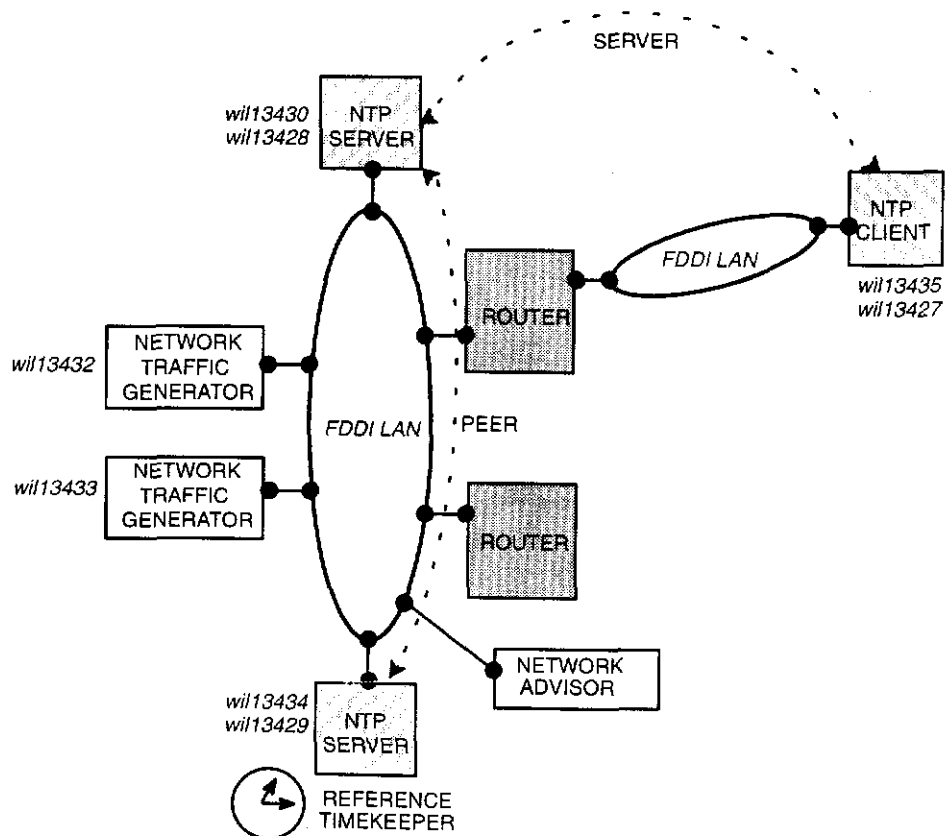 SERVER
wil13430
wil13428
NTP
SERVER
NTP
CLIENT
wil13435
wil13427
FDDI LAN
ROUTER
wil13432
NETWORK
TRAFFIC
GENERATOR
FDDI LAN
PEER
wil13433
NETWORK
TRAFFIC
GENERATOR
ROUTER
NETWORK
ADVISOR
wil13434
wil13429
NTP
SERVER
REFERENCE
TIMEKEEPER